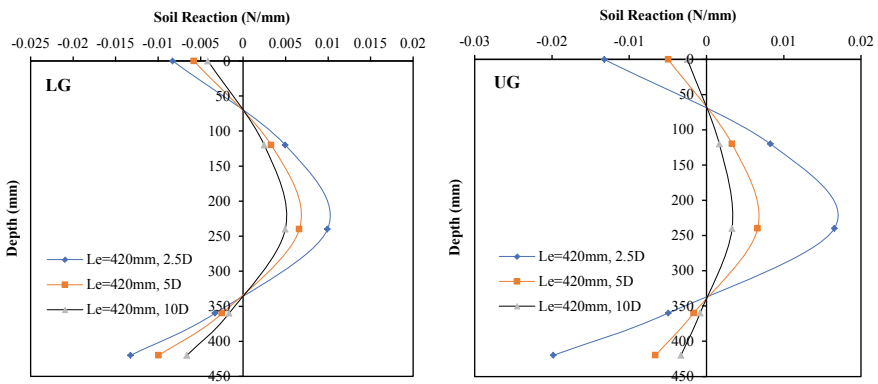 Soil Reaction (N/mm)
-0.025 -0.02 -0.015 -0.01 -0.005 0 0.005 0.01 0.015 0.02
LG
Depth (mm)
0
50
100
150
200
250
300
350
400
450
Le=420mm, 2.5D
Le=420mm, 5D
Le=420mm, 10D
Soil Reaction (N/mm)
-0.03 -0.02 -0.01 0 0.01 0.02
UG
Depth (mm)
0
50
100
150
200
250
300
350
400
450
Le=420mm, 2.5D
Le=420mm, 5D
Le=420mm, 10D